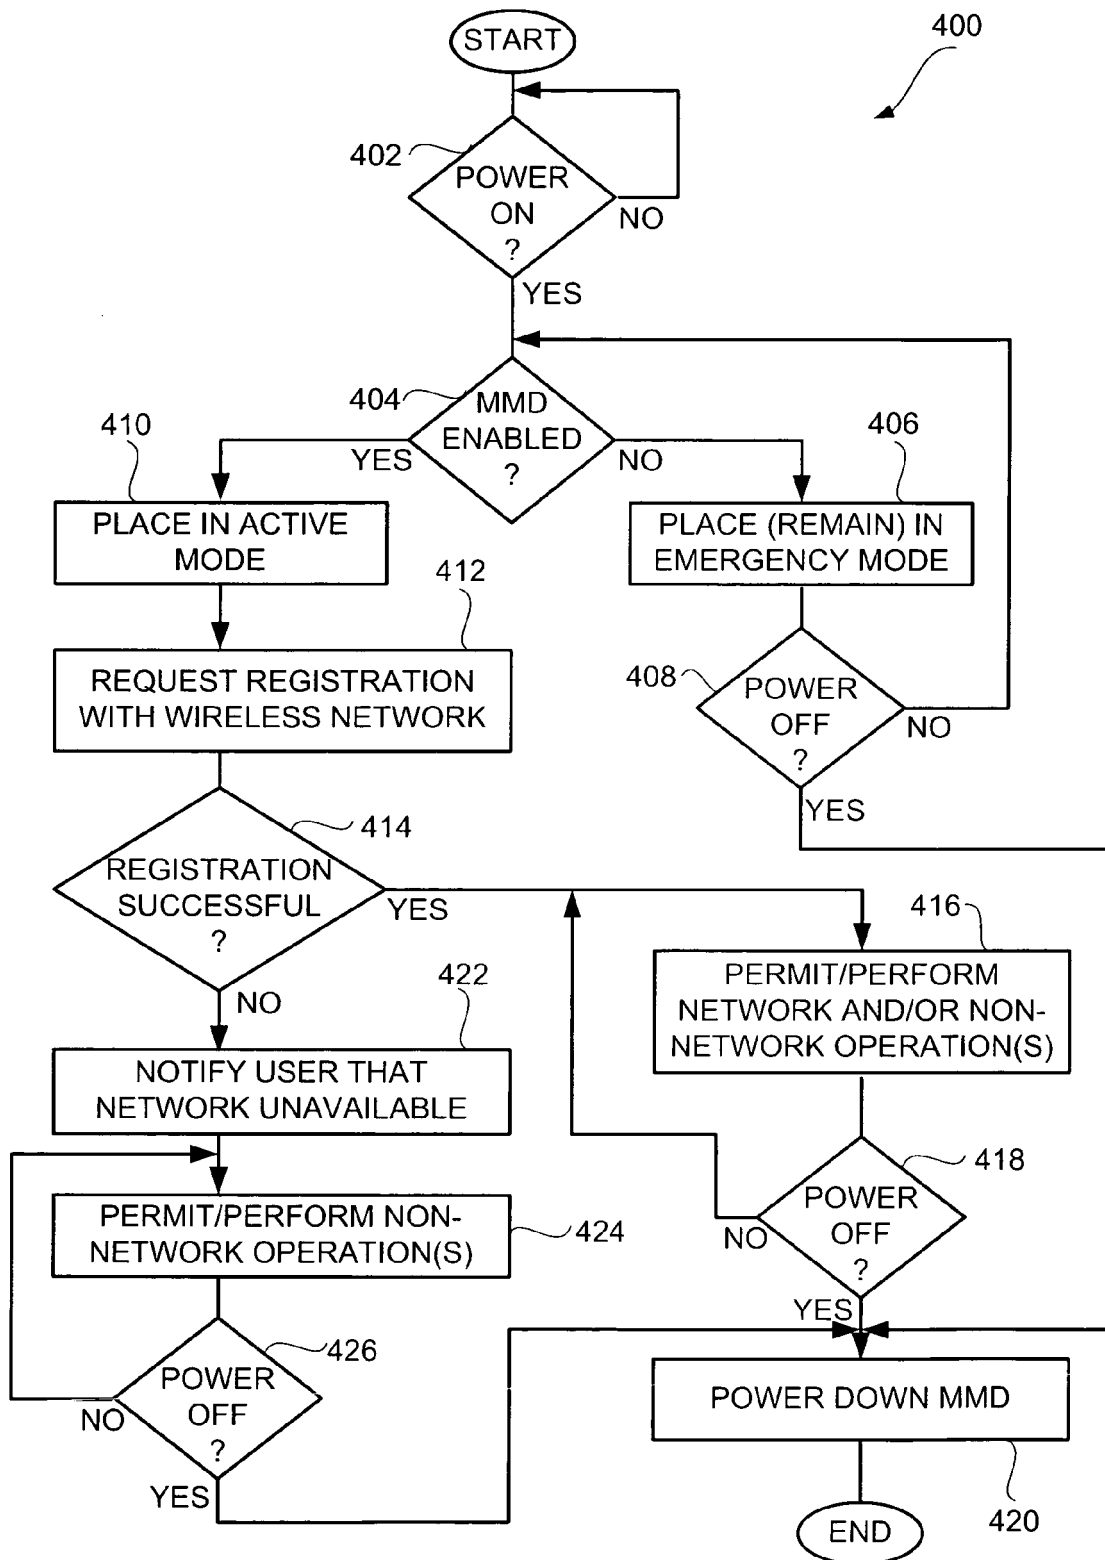 START
400
402
POWER
ON
?
NO
YES
404
MMD
ENABLED
?
YES
NO
410
PLACE IN ACTIVE
MODE
406
PLACE (REMAIN) IN
EMERGENCY MODE
412
REQUEST REGISTRATION
WITH WIRELESS NETWORK
408
POWER
OFF
?
NO
YES
414
REGISTRATION
SUCCESSFUL
?
YES
NO
416
PERMIT/PERFORM
NETWORK AND/OR NON-
NETWORK OPERATION(S)
422
NOTIFY USER THAT
NETWORK UNAVAILABLE
418
POWER
OFF
?
NO
YES
PERMIT/PERFORM NON-
NETWORK OPERATION(S)
424
426
POWER
OFF
?
NO
YES
POWER DOWN MMD
420
END